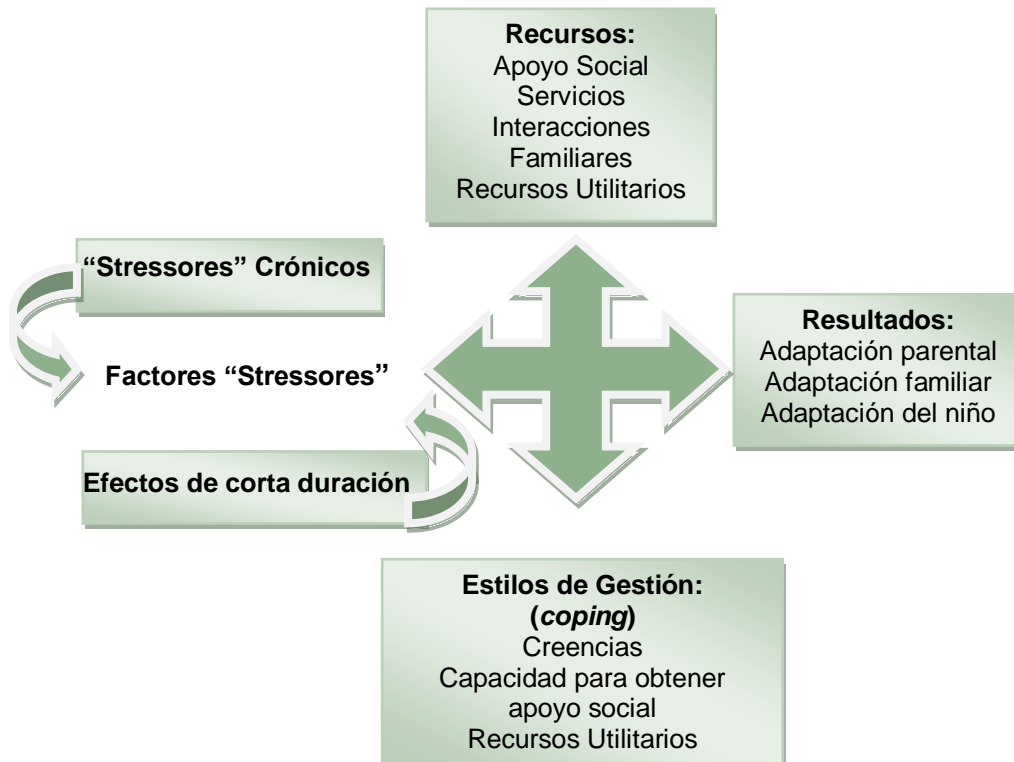 Recursos:
Apoyo Social
Servicios
Interacciones
Familiares
Recursos Utilitarios
“Stressores” Crónicos
Factores “Stressores”
Efectos de corta duración
Resultados:
Adaptación parental
Adaptación familiar
Adaptación del niño
Estilos de Gestión:
(coping)
Creencias
Capacidad para obtener
apoyo social
Recursos Utilitarios